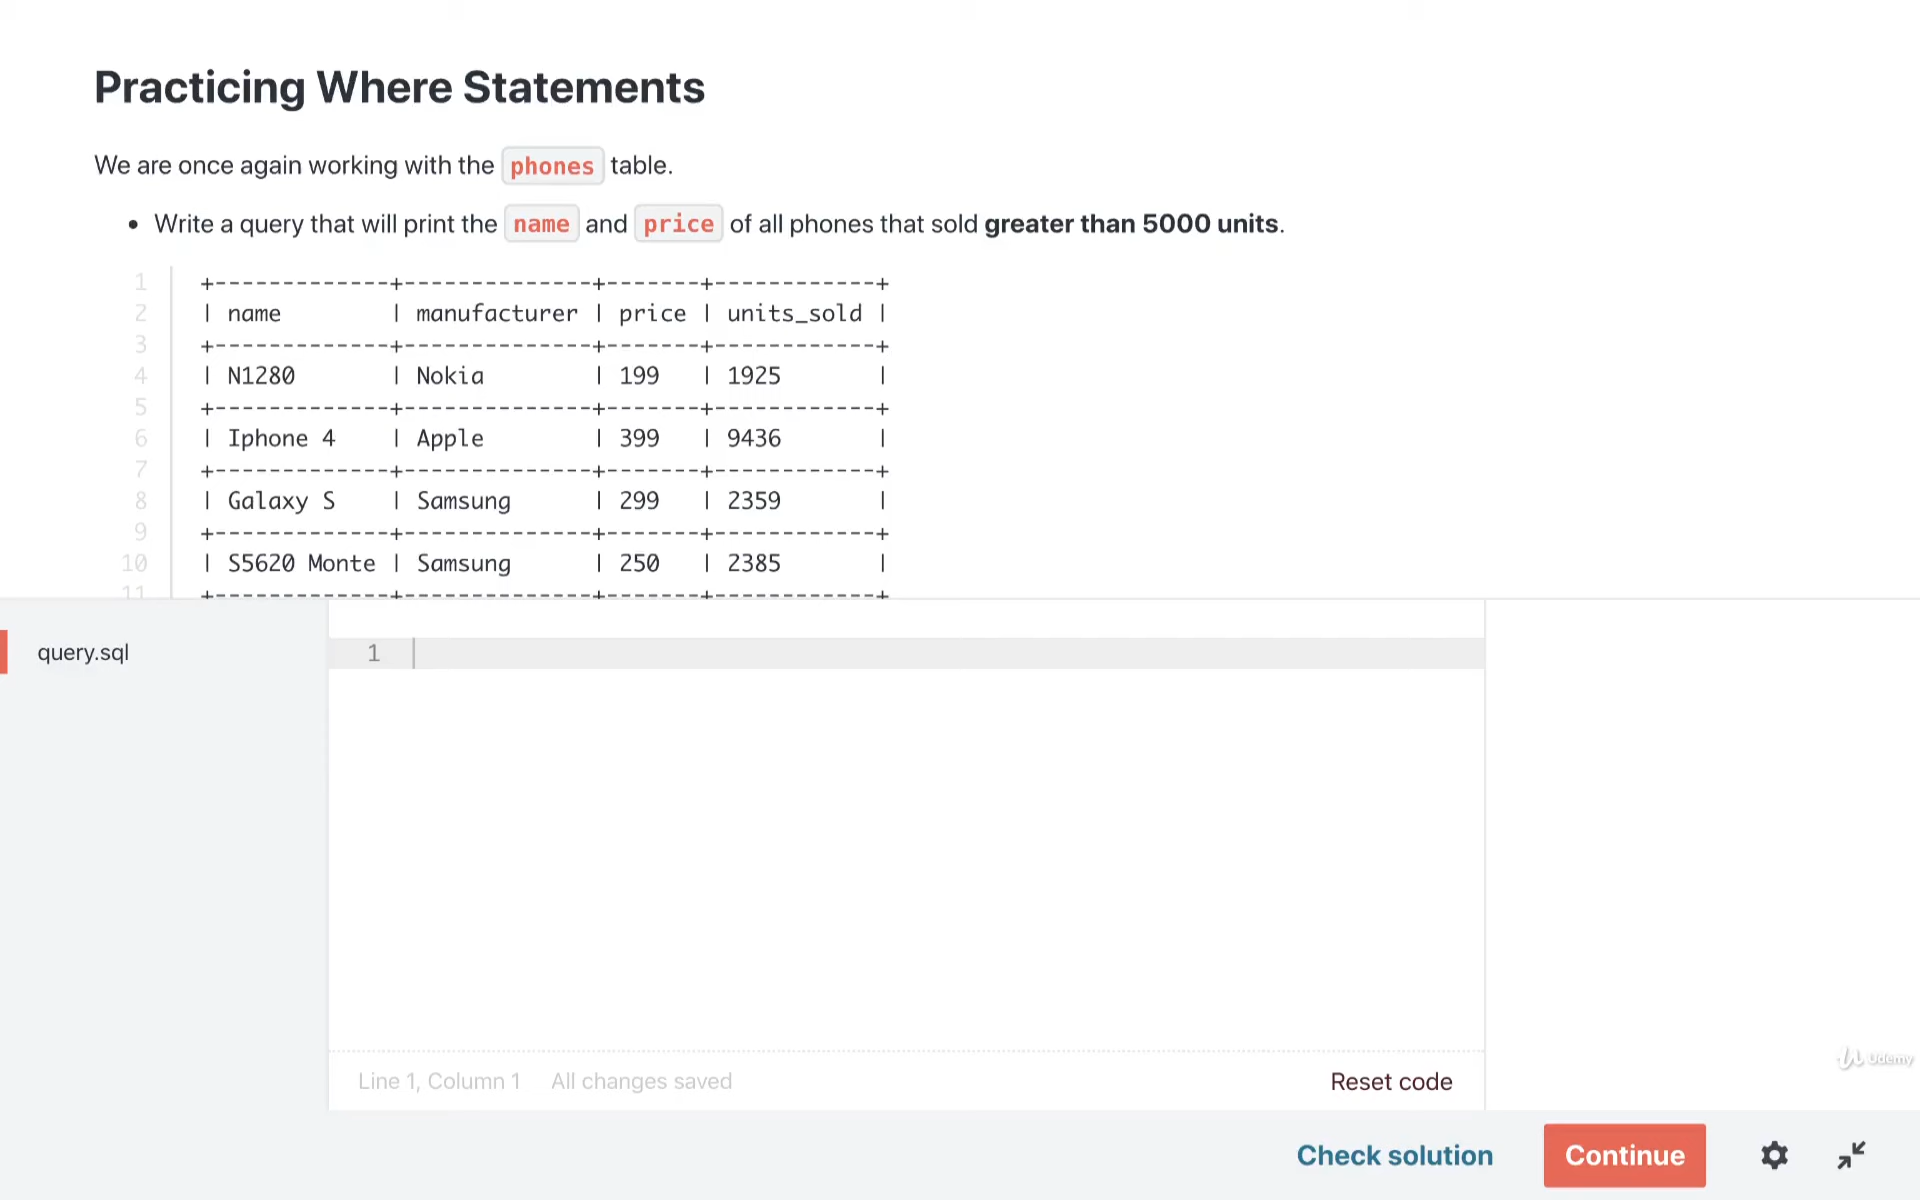 Practicing Where Statements
We are once again working with the phones table.
• Write a query that will print the name and price of all phones that sold greater than 5000 units.
1 +-------------+--------------+-------+------------+
2 | name | manufacturer | price | units_sold |
3 +-------------+--------------+-------+------------+
4 | N1280 | Nokia | 199 | 1925 |
5 +-------------+--------------+-------+------------+
6 | Iphone 4 | Apple | 399 | 9436 |
7 +-------------+--------------+-------+------------+
8 | Galaxy S | Samsung | 299 | 2359 |
9 +-------------+--------------+-------+------------+
10 | S5620 Monte | Samsung | 250 | 2385 |
11 +-------------+--------------+-------+------------+
query.sql
1
Line 1, Column 1 All changes saved
Reset code
Udemy
Check solution
Continue